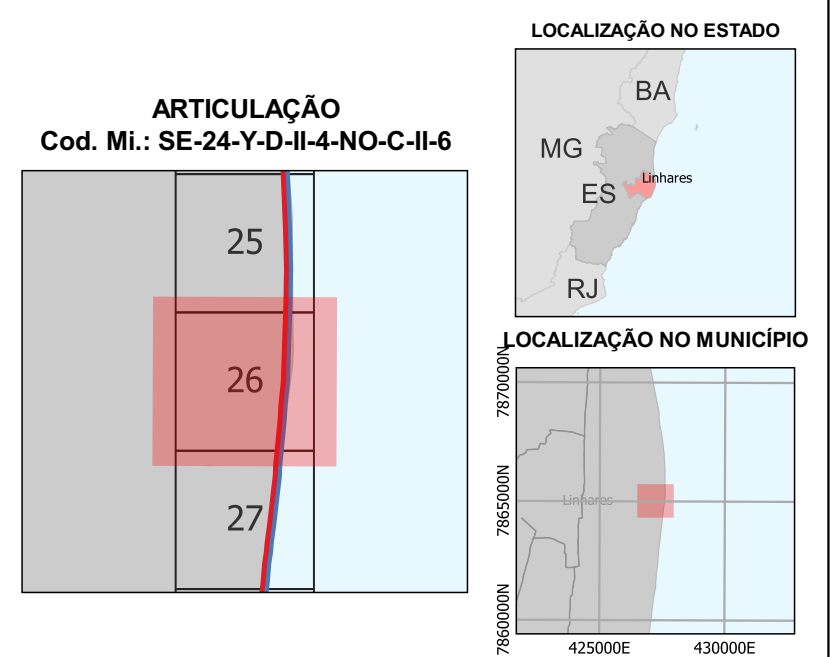 ARTICULAÇÃO
Cod. Mi.: SE-24-Y-D-II-4-NO-C-II-6
25
26
27
LOCALIZAÇÃO NO ESTADO
BA
MG
Linhares
ES
RJ
LOCALIZAÇÃO NO MUNICÍPIO
7870000N
7865000N
Linhares
7860000N
425000E
430000E